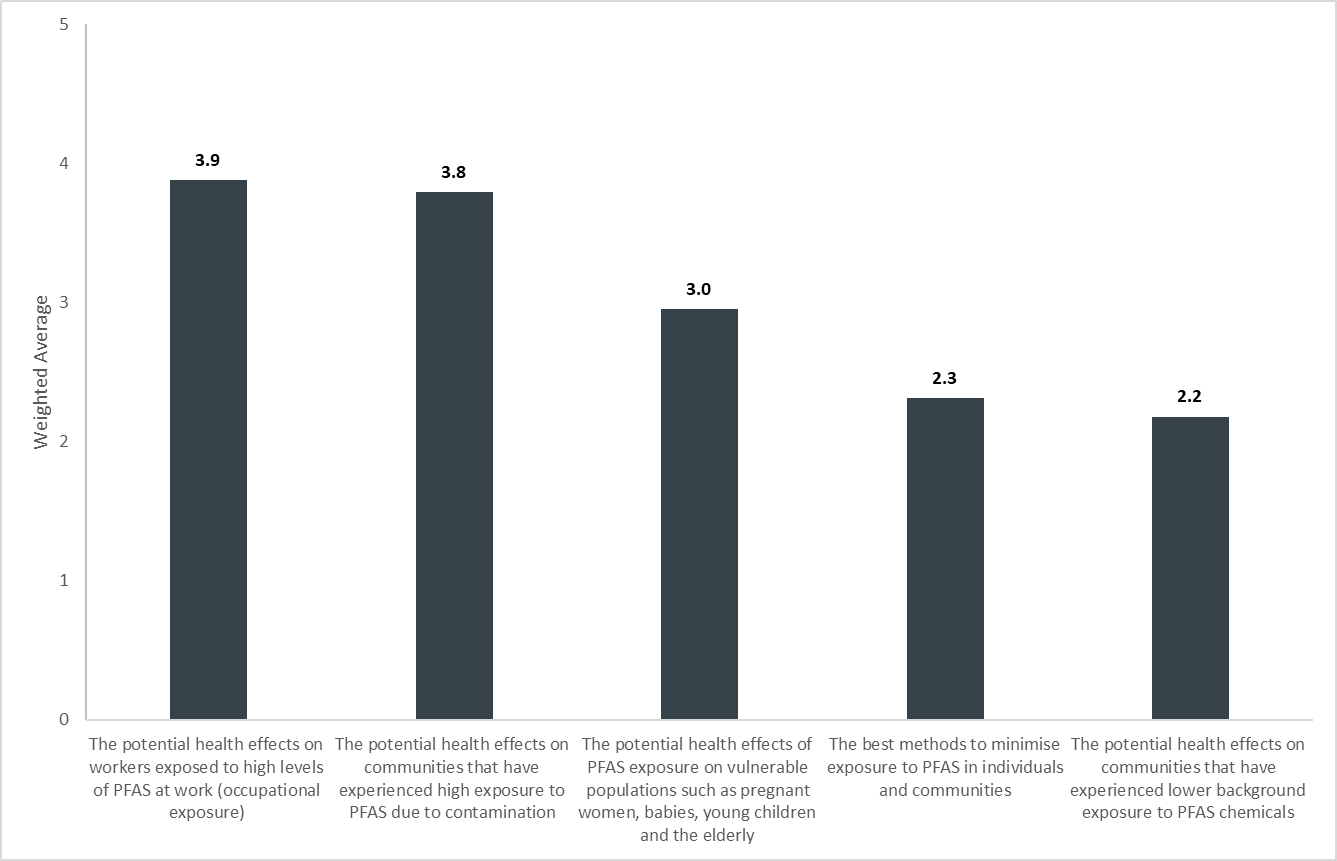 5
4
3
2
1
0
Weighted Average
3.9
3.8
3.0
2.3
2.2
The potential health effects on
workers exposed to high levels
of PFAS at work (occupational
exposure)
The potential health effects on
communities that have
experienced high exposure to
PFAS due to contamination
The potential health effects of
PFAS exposure on vulnerable
populations such as pregnant
women, babies, young children
and the elderly
The best methods to minimise
exposure to PFAS in individuals
and communities
The potential health effects on
communities that have
experienced lower background
exposure to PFAS chemicals